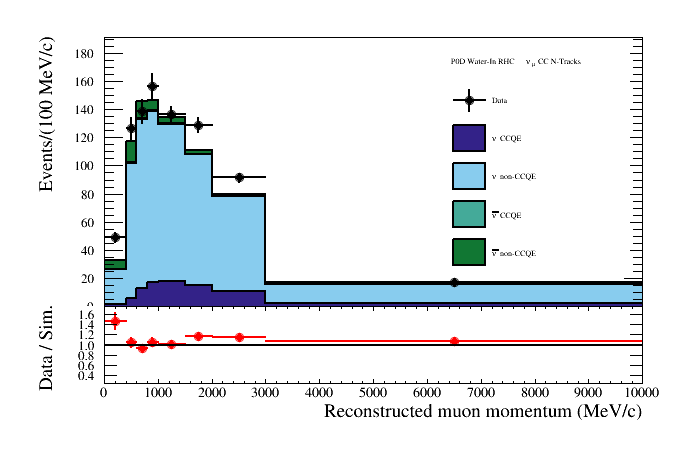 P0D Water-In RHC ν μ CC N-Tracks
Data
ν CCQE
ν non-CCQE
ν̅ CCQE
ν̅ non-CCQE
Events/(100 MeV/c)
180
160
140
120
100
80
60
40
20
0
Data / Sim.
1.6
1.4
1.2
1.0
0.8
0.6
0.4
0 1000 2000 3000 4000 5000 6000 7000 8000 9000 10000
Reconstructed muon momentum (MeV/c)